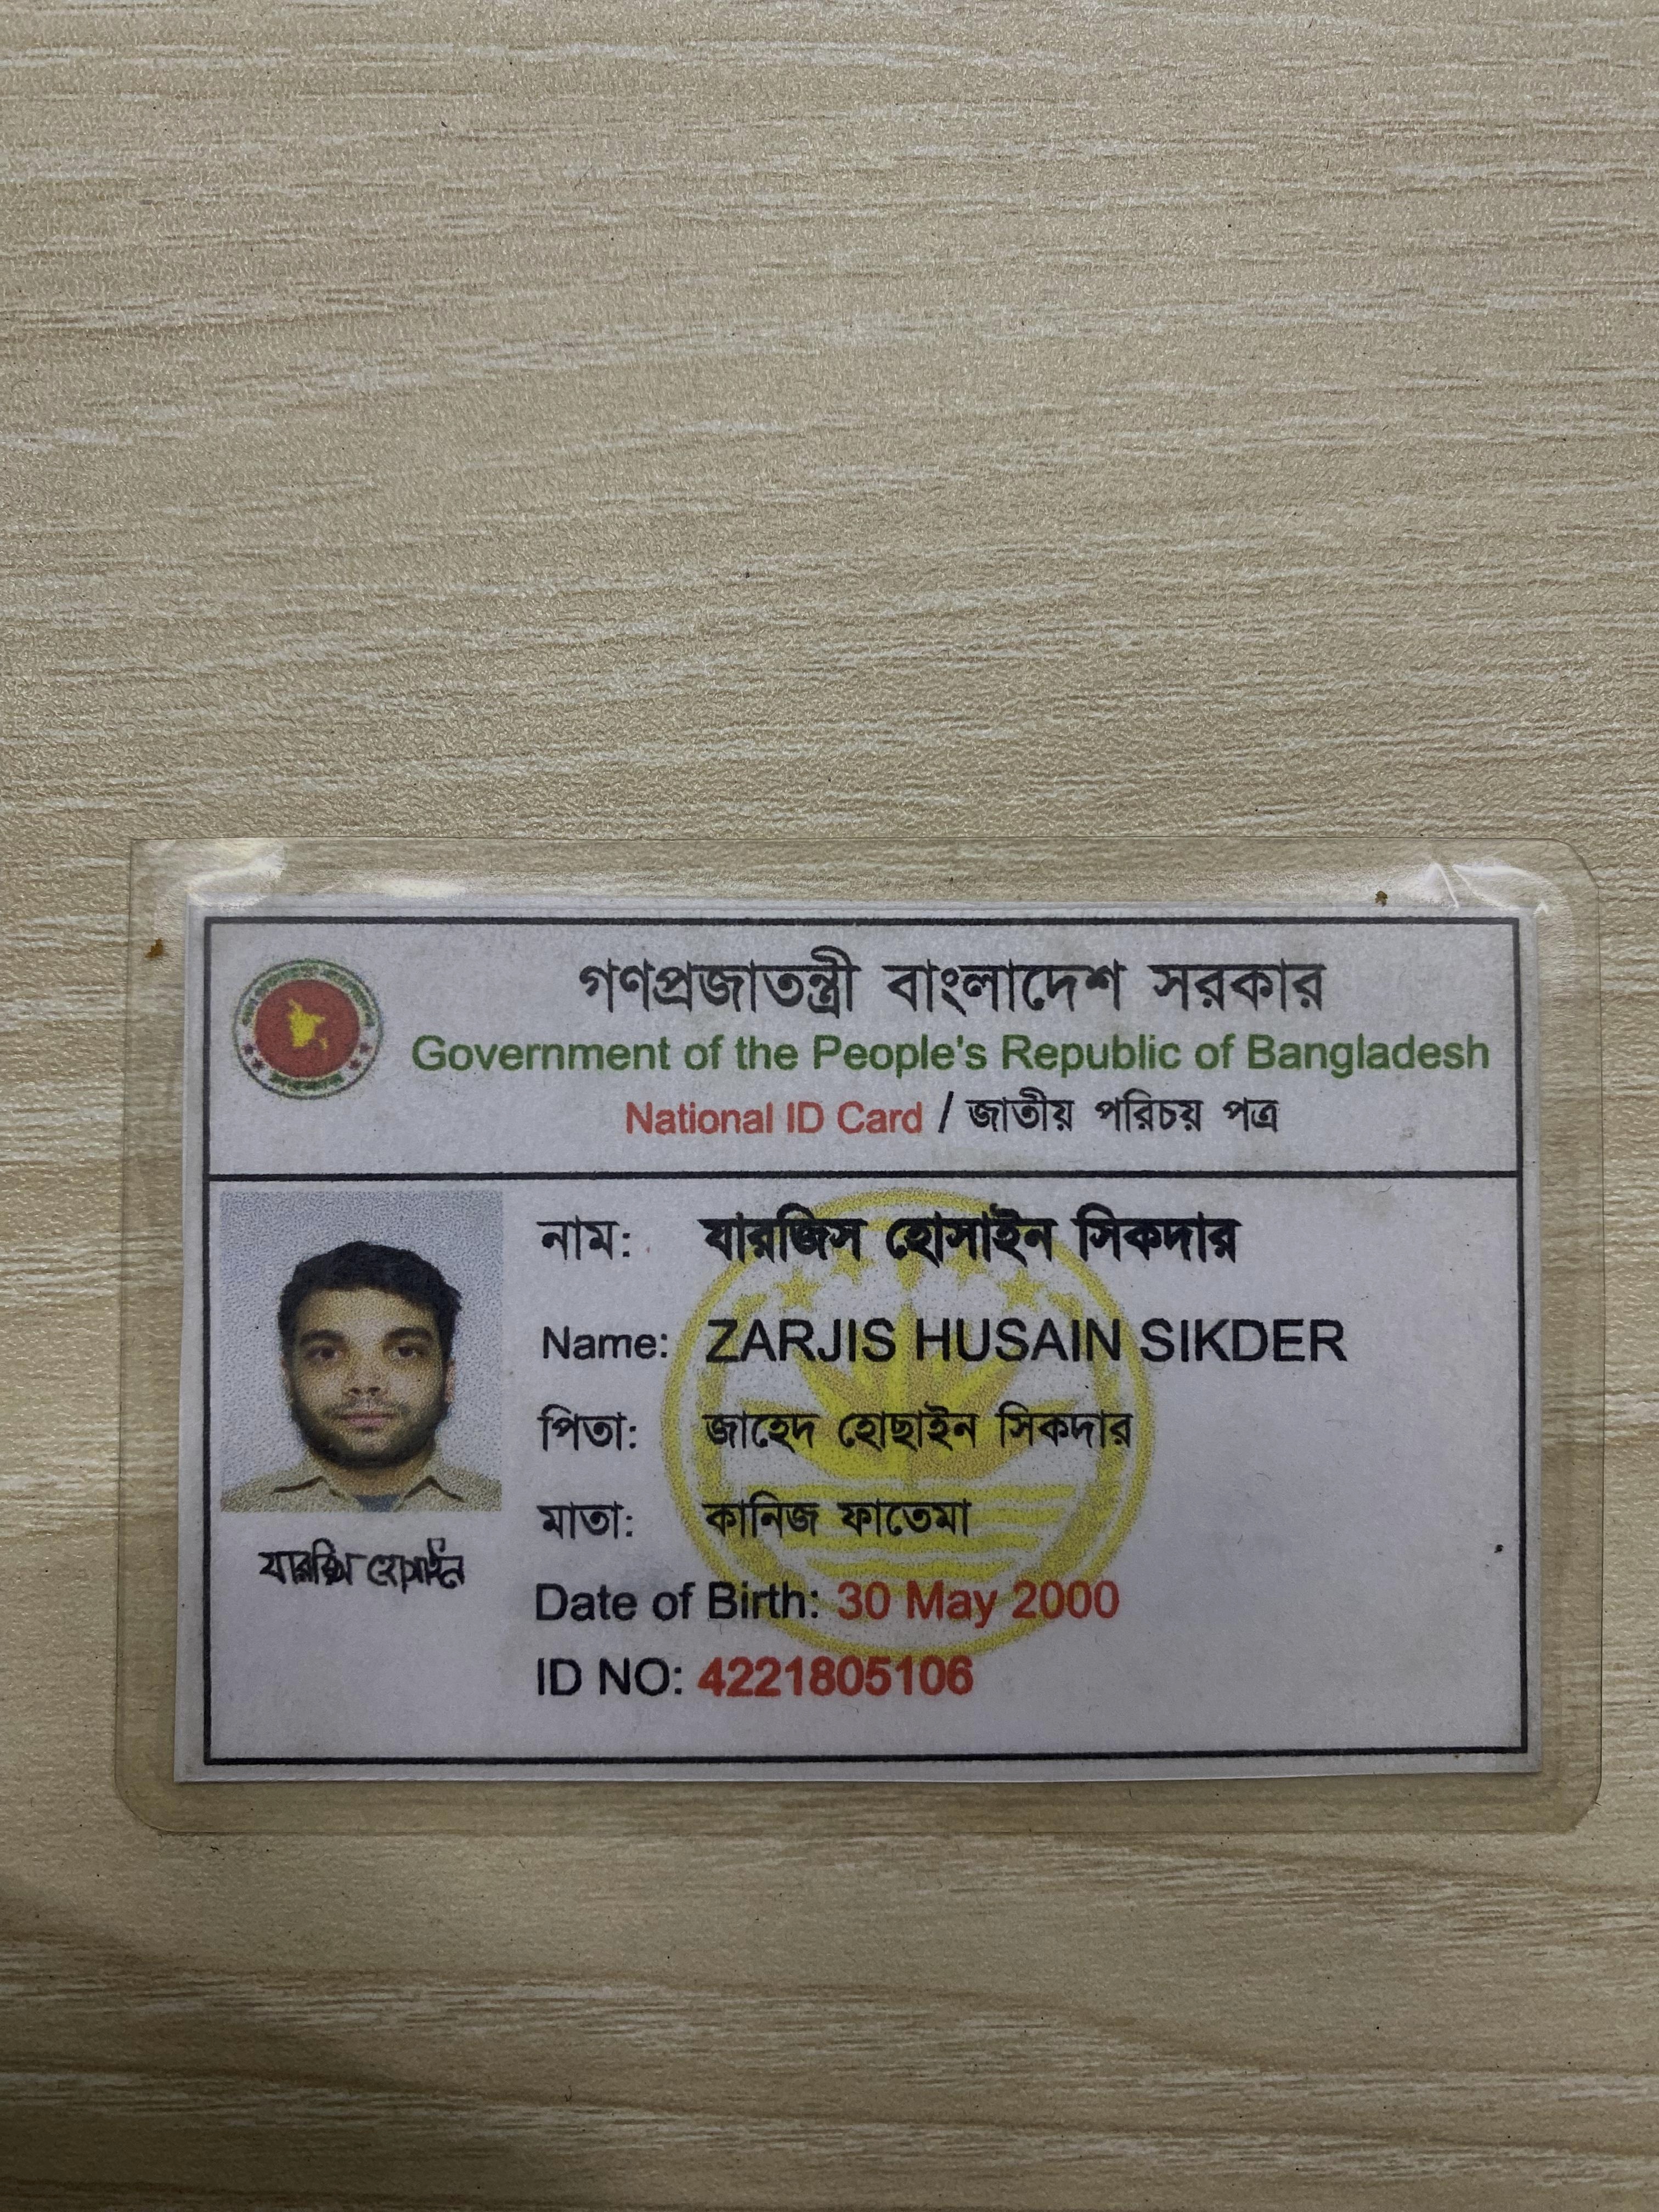 গণপ্রজাতন্ত্রী বাংলাদেশ সরকার
Government of the People's Republic of Bangladesh
National ID Card / জাতীয় পরিচয় পত্র
নাম: যারজিস হোসাইন সিকদার
Name: ZARJIS HUSAIN SIKDER
পিতা: জাহেদ হোছাইন সিকদার
মাতা: কানিজ ফাতেমা
যারজিস হোসাইন
Date of Birth: 30 May 2000
ID NO: 4221805106